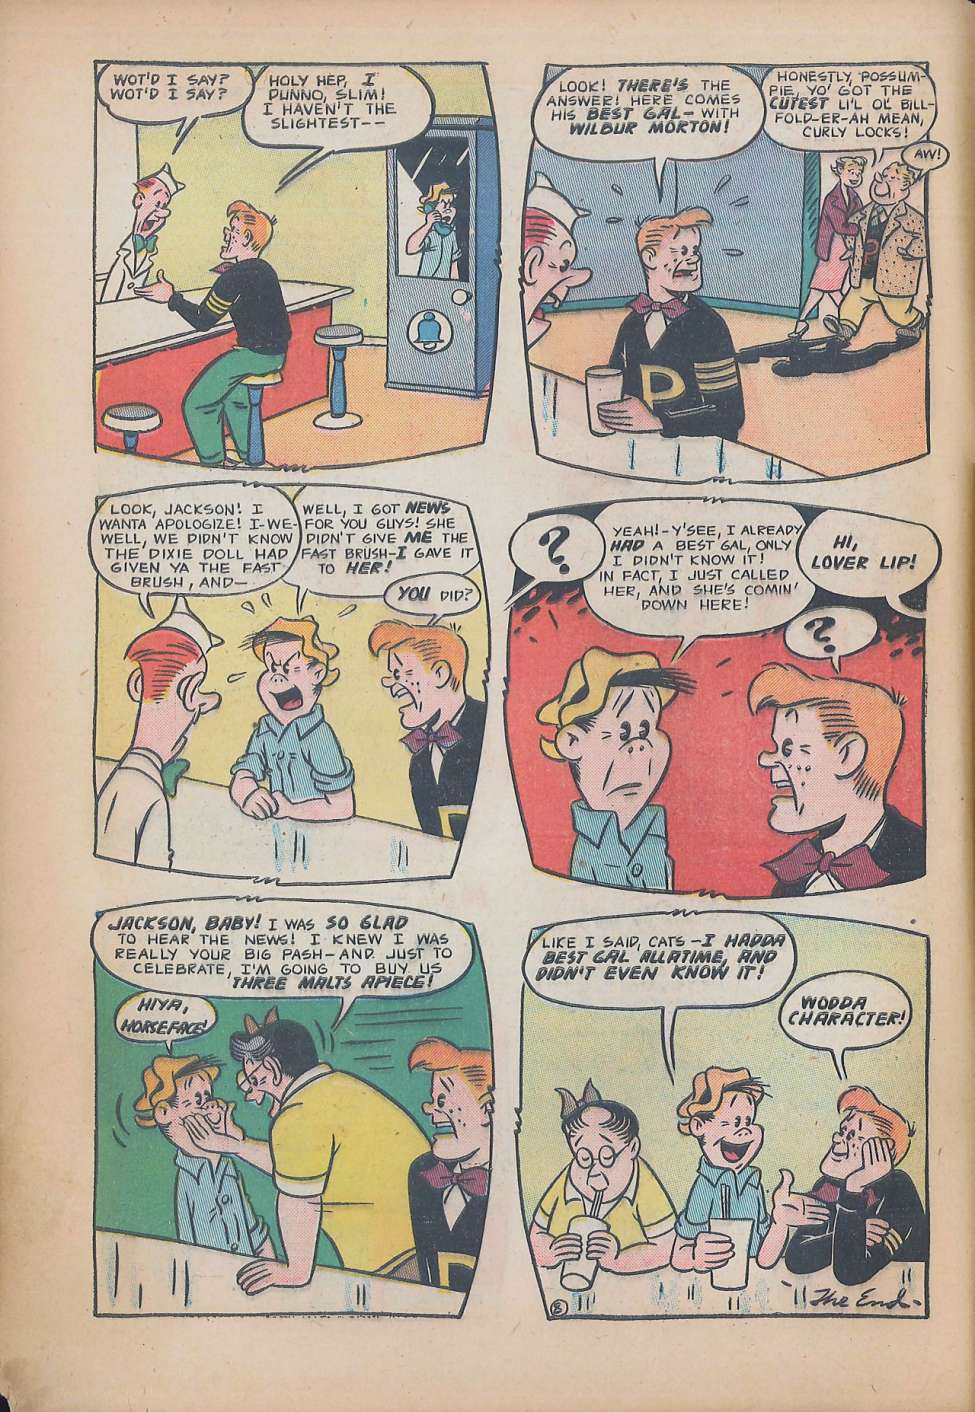 WOT'D I SAY?
WOT'D I SAY?
HOLY HEP, I
DUNNO, SLIM!
I HAVEN'T THE
SLIGHTEST--
LOOK! THERE'S THE
ANSWER! HERE COMES
HIS BEST GAL- WITH
WILBUR MORTON!
HONESTLY, POSSUM-
PIE, YO' GOT THE
CUTEST LI'L OL' BILL-
FOLD-ER-AH MEAN,
CURLY LOCKS!
AW!
P
LOOK, JACKSON! I
WANTA APOLOGIZE! I-WE-
WELL, WE DIDN'T KNOW
THE DIXIE DOLL HAD
GIVEN YA THE FAST
BRUSH, AND-
WELL, I GOT NEWS
FOR YOU GUYS! SHE
DIDN'T GIVE ME THE
FAST BRUSH-I GAVE IT
TO HER!
YOU DID?
?
YEAH!-Y'SEE, I ALREADY
HAD A BEST GAL, ONLY
I DIDN'T KNOW IT!
IN FACT, I JUST CALLED
HER, AND SHE'S COMIN'
DOWN HERE!
HI,
LOVER LIP!
?
JACKSON, BABY! I WAS SO GLAD
TO HEAR THE NEWS! I KNEW I WAS
REALLY YOUR BIG PASH-AND JUST TO
CELEBRATE, I'M GOING TO BUY US
THREE MALTS APIECE!
HIYA,
HORSEFACE!
LIKE I SAID, CATS -I HADDA
BEST GAL ALLATIME, AND
DIDN'T EVEN KNOW IT!
WODDA
CHARACTER!
8
The End-